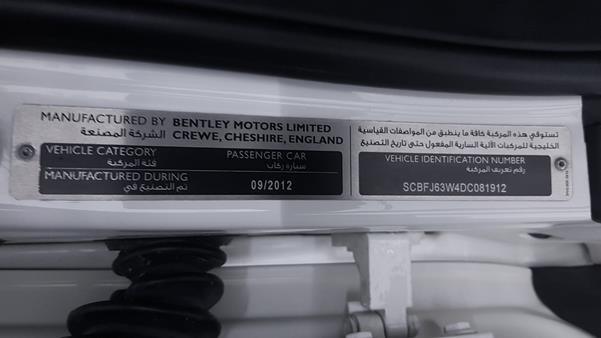 MANUFACTURED BY BENTLEY MOTORS LIMITED
الشركة المصنعة CREWE, CHESHIRE, ENGLAND
VEHICLE CATEGORY PASSENGER CAR
فئة المركبة سيارة ركاب
MANUFACTURED DURING 09/2012
تم التصنيع في
تستوفي هذه المركبة كافة ما ينطبق من المواصفات القياسية
الخليجية للمركبات الآلية السارية المفعول حتى تاريخ التصنيع
VEHICLE IDENTIFICATION NUMBER
رقم تعريف المركبة
SCBFJ63W4DC081912